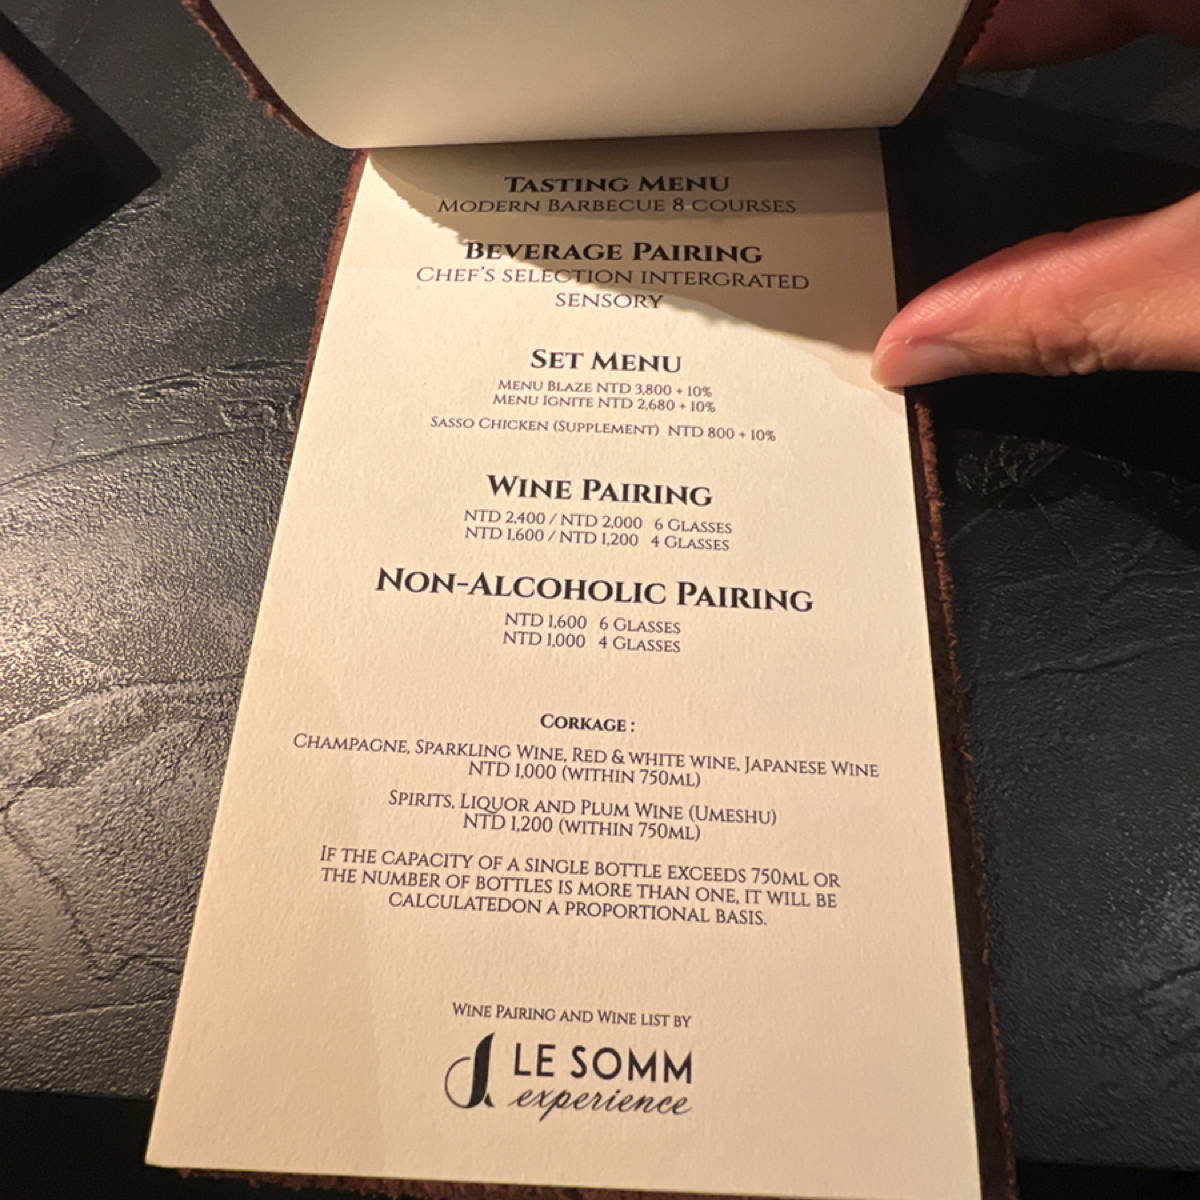 Tasting Menu
Modern Barbecue 8 courses
Beverage Pairing
Chef's selection intergrated
sensory
Set Menu
Menu Blaze NTD 3,800 + 10%
Menu Ignite NTD 2,680 + 10%
Sasso Chicken (Supplement) NTD 800 + 10%
Wine Pairing
NTD 2,400 / NTD 2,000 6 Glasses
NTD 1,600 / NTD 1,200 4 Glasses
Non-Alcoholic Pairing
NTD 1,600 6 Glasses
NTD 1,000 4 Glasses
Corkage :
Champagne, Sparkling Wine, Red & white wine, Japanese Wine
NTD 1,000 (within 750ml)
Spirits, Liquor and Plum Wine (Umeshu)
NTD 1,200 (within 750ml)
If the capacity of a single bottle exceeds 750ml or
the number of bottles is more than one, it will be
calculatedon a proportional basis.
Wine Pairing and Wine list by
LE SOMM
experience